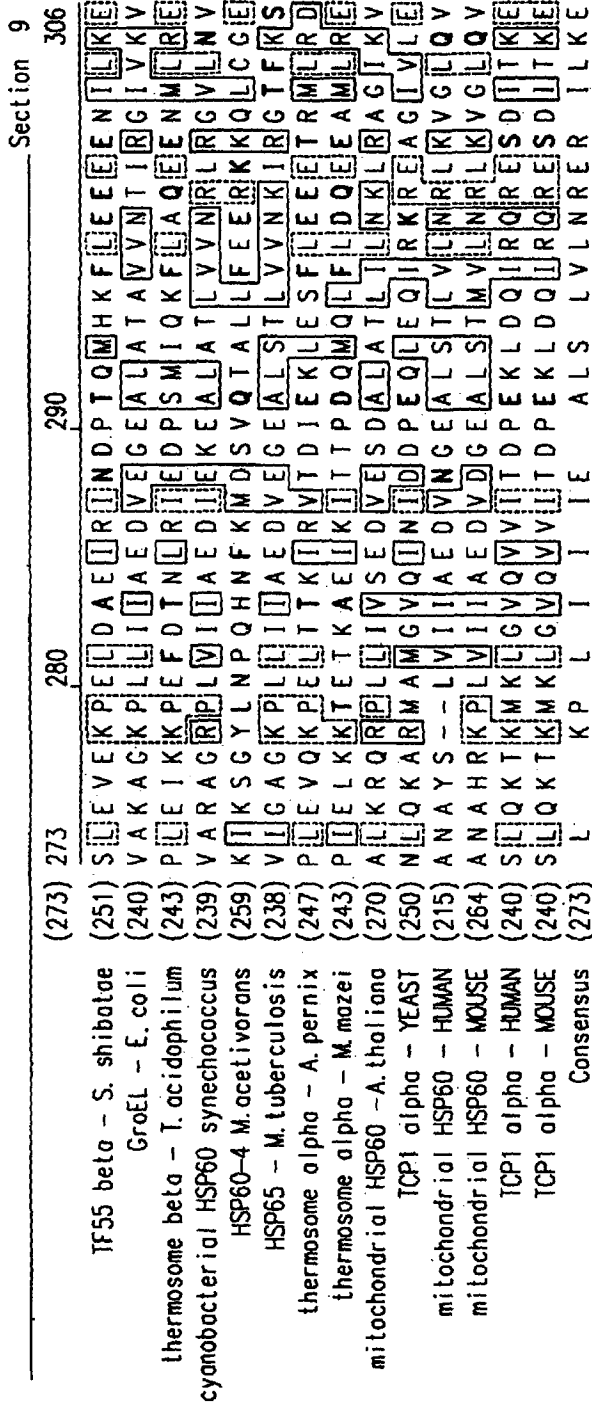 Section 9
(273) 273 280 290 306
TF55 beta - S. shibatae (251) S L E V E K P E L D A E I R I N D P T Q M H K F L E E E E N I L K E
GroEL - E. coli (240) V A K A G K P L L I I A E D V E G E A L A T A V V N T I R G I V K V
thermosome beta - T. acidophilum (243) P L E I K K P E F D T N L R I E D P S M I Q K F L A Q E E N M L R E
cyanobacterial HSP60 synechococcus (239) V A R A G R P L V I I A E D I E K E A L A T L V V N R L R G V L N V
HSP60-4 M. acetivorans (259) K I K S G Y L N P Q H N F K M D S V Q T A L L F E E R K K Q L C G E
HSP65 - M. tuberculosis (238) V I G A G K P L L I I A E D V E G E A L S T L V V N K I R G T F K S
thermosome alpha - A. pernix (247) P L E V Q K P E L T T K I R V T D I E K L E S F L E E E T R M L R D
thermosome alpha - M. mazei (243) P I E L K K T E T K A E I K I T T P D Q M Q L F L D Q E E A M L R E
mitochondrial HSP60 -A. thaliana (270) A L K R Q R P L L I V S E D V E S D A L A T L I L N K L R A G I K V
TCP1 alpha - YEAST (250) N L Q K A R M A M G V Q I N I D D P E Q L E Q I R K R E A G I V L E
mitochondrial HSP60 - HUMAN (215) A N A Y S - - L V I I A E D V N G E A L S T L V L N R L K V G L Q V
mitochondrial HSP60 - MOUSE (264) A N A H R K P L V I I A E D V D G E A L S T M V L N R L K V G L Q V
TCP1 alpha - HUMAN (240) S L Q K T K M K L G V Q V V I T D P E K L D Q I R Q R E S D I T K E
TCP1 alpha - MOUSE (240) S L Q K T K M K L G V Q V V I T D P E K L D Q I R Q R E S D I T K E
Consensus (273) L K P L I I I I E A L S L V L N R E R I L K E